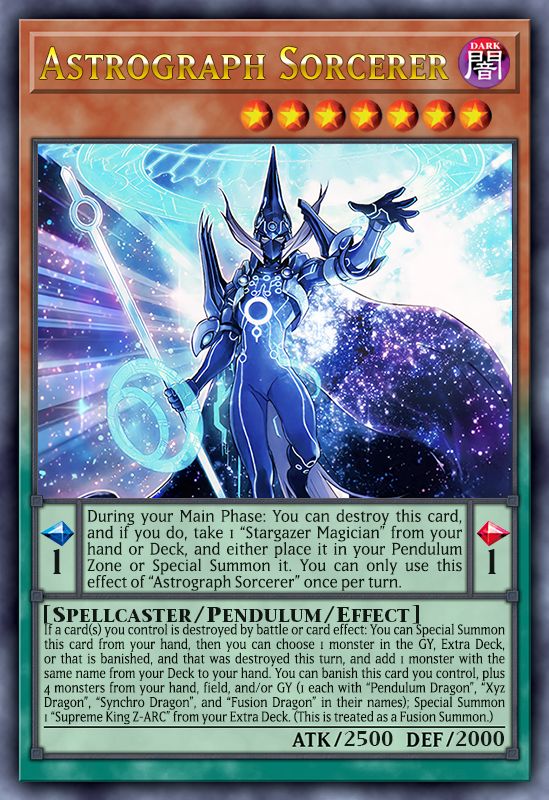 ASTROGRAPH SORCERER
DARK
闇
During your Main Phase: You can destroy this card,
and if you do, take 1 “Stargazer Magician” from your
hand or Deck, and either place it in your Pendulum
Zone or Special Summon it. You can only use this
effect of “Astrograph Sorcerer” once per turn.
1
1
[SPELLCASTER/PENDULUM/EFFECT]
If a card(s) you control is destroyed by battle or card effect: You can Special Summon
this card from your hand, then you can choose 1 monster in the GY, Extra Deck,
or that is banished, and that was destroyed this turn, and add 1 monster with the
same name from your Deck to your hand. You can banish this card you control, plus
4 monsters from your hand, field, and/or GY (1 each with “Pendulum Dragon”, “Xyz
Dragon”, “Synchro Dragon”, and “Fusion Dragon” in their names); Special Summon
1 “Supreme King Z-ARC” from your Extra Deck. (This is treated as a Fusion Summon.)
ATK/2500 DEF/2000